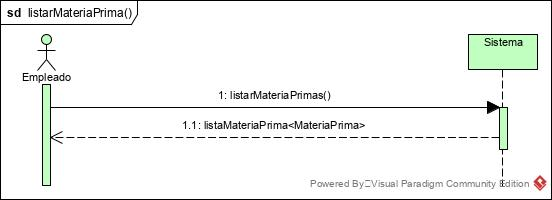 sd listarMateriaPrima()
Empleado
Sistema
1: listarMateriaPrimas()
1.1: listaMateriaPrima<MateriaPrima>
Powered By Visual Paradigm Community Edition